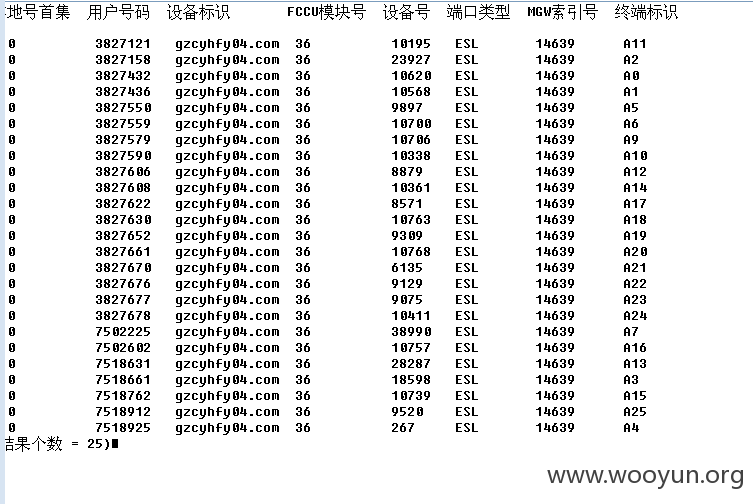 地号首集 用户号码 设备标识 FCCU模块号 设备号 端口类型 MGW索引号 终端标识
0 3827121 gzcyhfy04.com 36 10195 ESL 14639 A11
0 3827158 gzcyhfy04.com 36 23927 ESL 14639 A2
0 3827432 gzcyhfy04.com 36 10620 ESL 14639 A0
0 3827436 gzcyhfy04.com 36 10568 ESL 14639 A1
0 3827550 gzcyhfy04.com 36 9897 ESL 14639 A5
0 3827559 gzcyhfy04.com 36 10700 ESL 14639 A6
0 3827579 gzcyhfy04.com 36 10706 ESL 14639 A9
0 3827590 gzcyhfy04.com 36 10338 ESL 14639 A10
0 3827606 gzcyhfy04.com 36 8879 ESL 14639 A12
0 3827608 gzcyhfy04.com 36 10361 ESL 14639 A14
0 3827622 gzcyhfy04.com 36 8571 ESL 14639 A17
0 3827630 gzcyhfy04.com 36 10763 ESL 14639 A18
0 3827652 gzcyhfy04.com 36 9309 ESL 14639 A19
0 3827661 gzcyhfy04.com 36 10768 ESL 14639 A20
0 3827670 gzcyhfy04.com 36 6135 ESL 14639 A21
0 3827676 gzcyhfy04.com 36 9129 ESL 14639 A22
0 3827677 gzcyhfy04.com 36 9075 ESL 14639 A23
0 3827678 gzcyhfy04.com 36 10411 ESL 14639 A24
0 7502225 gzcyhfy04.com 36 38990 ESL 14639 A7
0 7502602 gzcyhfy04.com 36 10757 ESL 14639 A16
0 7518631 gzcyhfy04.com 36 28287 ESL 14639 A13
0 7518661 gzcyhfy04.com 36 18598 ESL 14639 A3
0 7518762 gzcyhfy04.com 36 10739 ESL 14639 A15
0 7518912 gzcyhfy04.com 36 9520 ESL 14639 A25
0 7518925 gzcyhfy04.com 36 267 ESL 14639 A4
结果个数 = 25)
www.wooyun.org